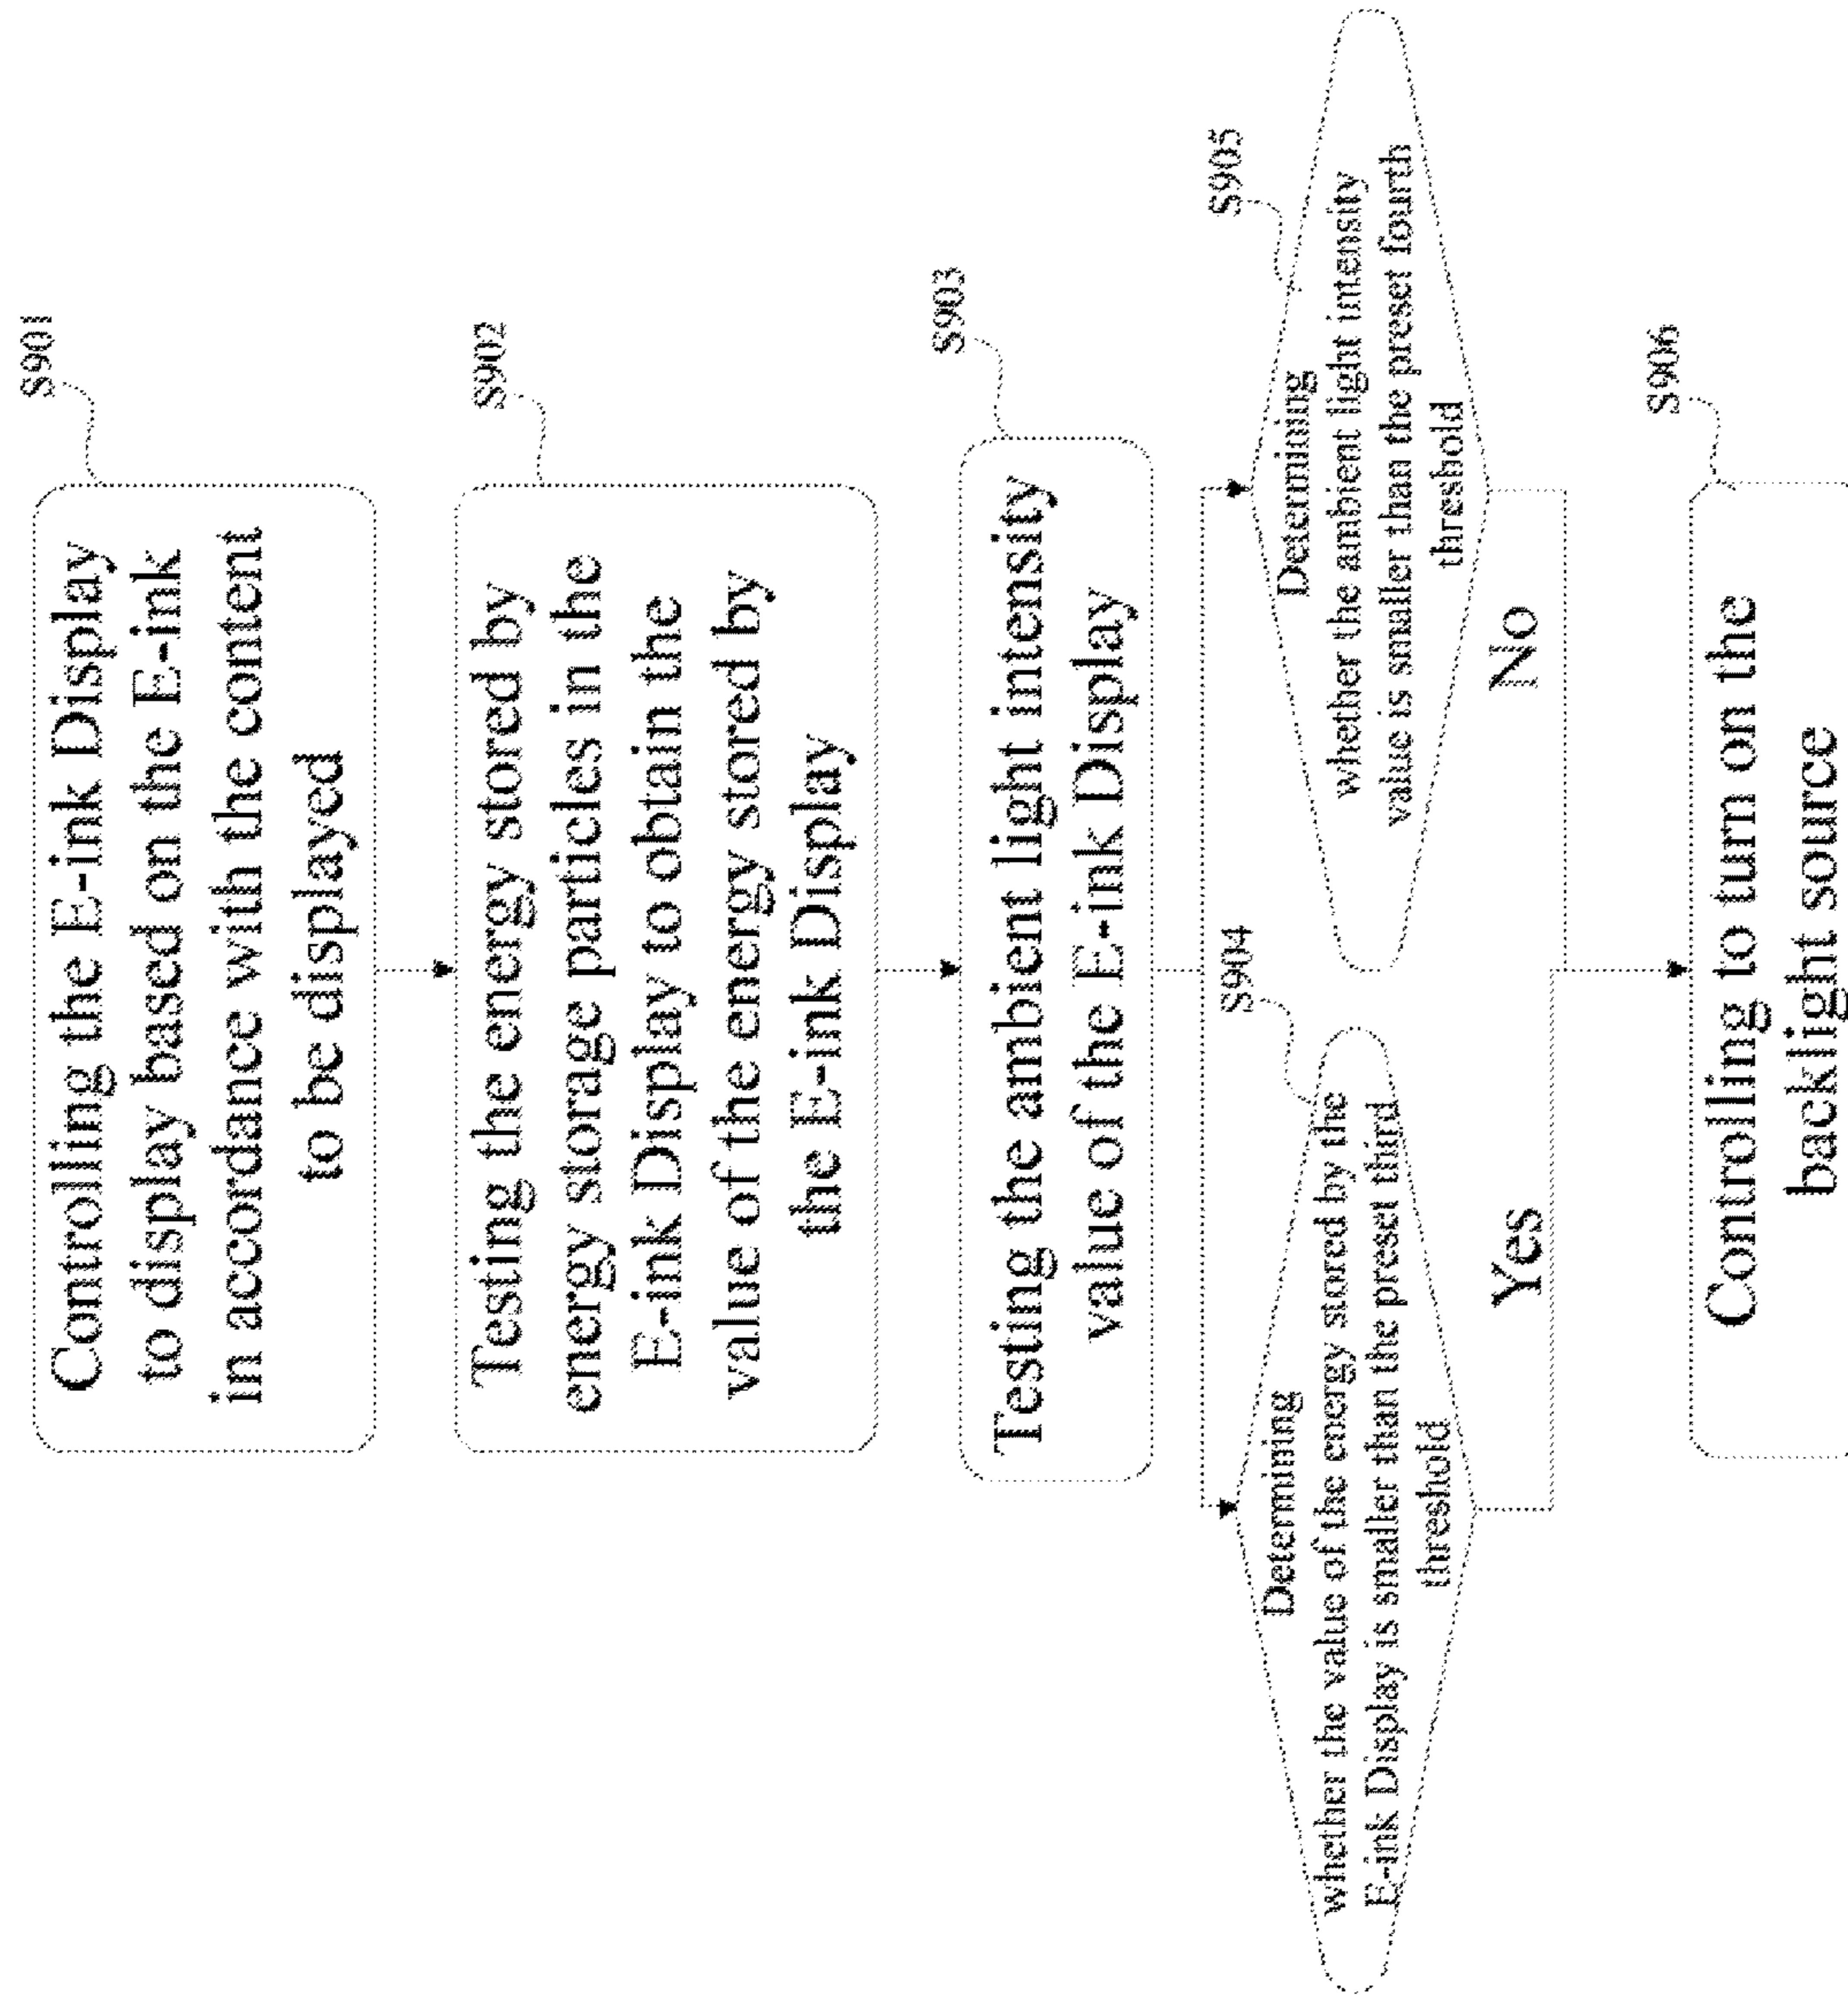 S901
Controlling the E-ink Display
to display based on the E-ink
in accordance with the content
to be displayed
S902
Testing the energy stored by
energy storage particles in the
E-ink Display to obtain the
value of the energy stored by
the E-ink Display
S903
Testing the ambient light intensity
value of the E-ink Display
S904
Determining
whether the value of the energy stored by the
E-ink Display is smaller than the preset third
threshold
Yes
S905
Determining
whether the ambient light intensity
value is smaller than the preset fourth
threshold
No
S906
Controlling to turn on the
backlight source